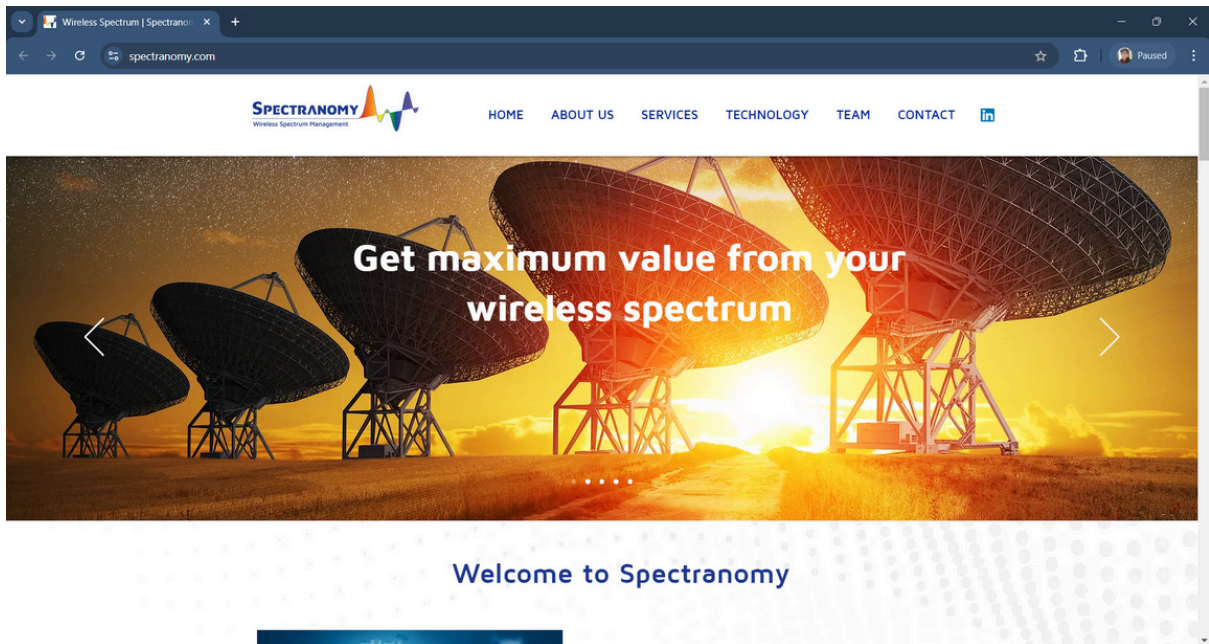 Wireless Spectrum | Spectranom
spectranomy.com
Paused
SPECTRANOMY
Wireless Spectrum Management
HOME ABOUT US SERVICES TECHNOLOGY TEAM CONTACT in
Get maximum value from your
wireless spectrum
Welcome to Spectranomy